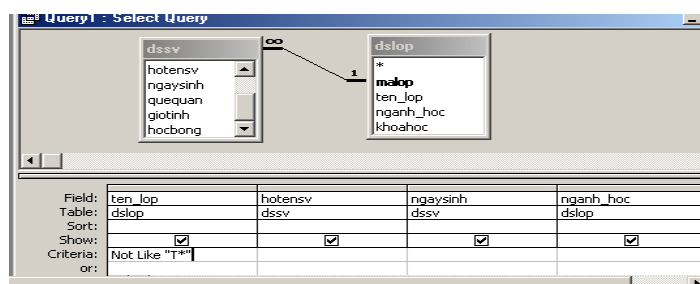 Query1 : Select Query
dssv
hotensv
ngaysinh
quequan
giotinh
hocbong
∞
1
dslop
*
malop
ten_lop
nganh_hoc
khoahoc
Field: ten_lop hotensv ngaysinh nganh_hoc
Table: dslop dssv dssv dslop
Sort:
Show:
Criteria: Not Like "T*"
or: